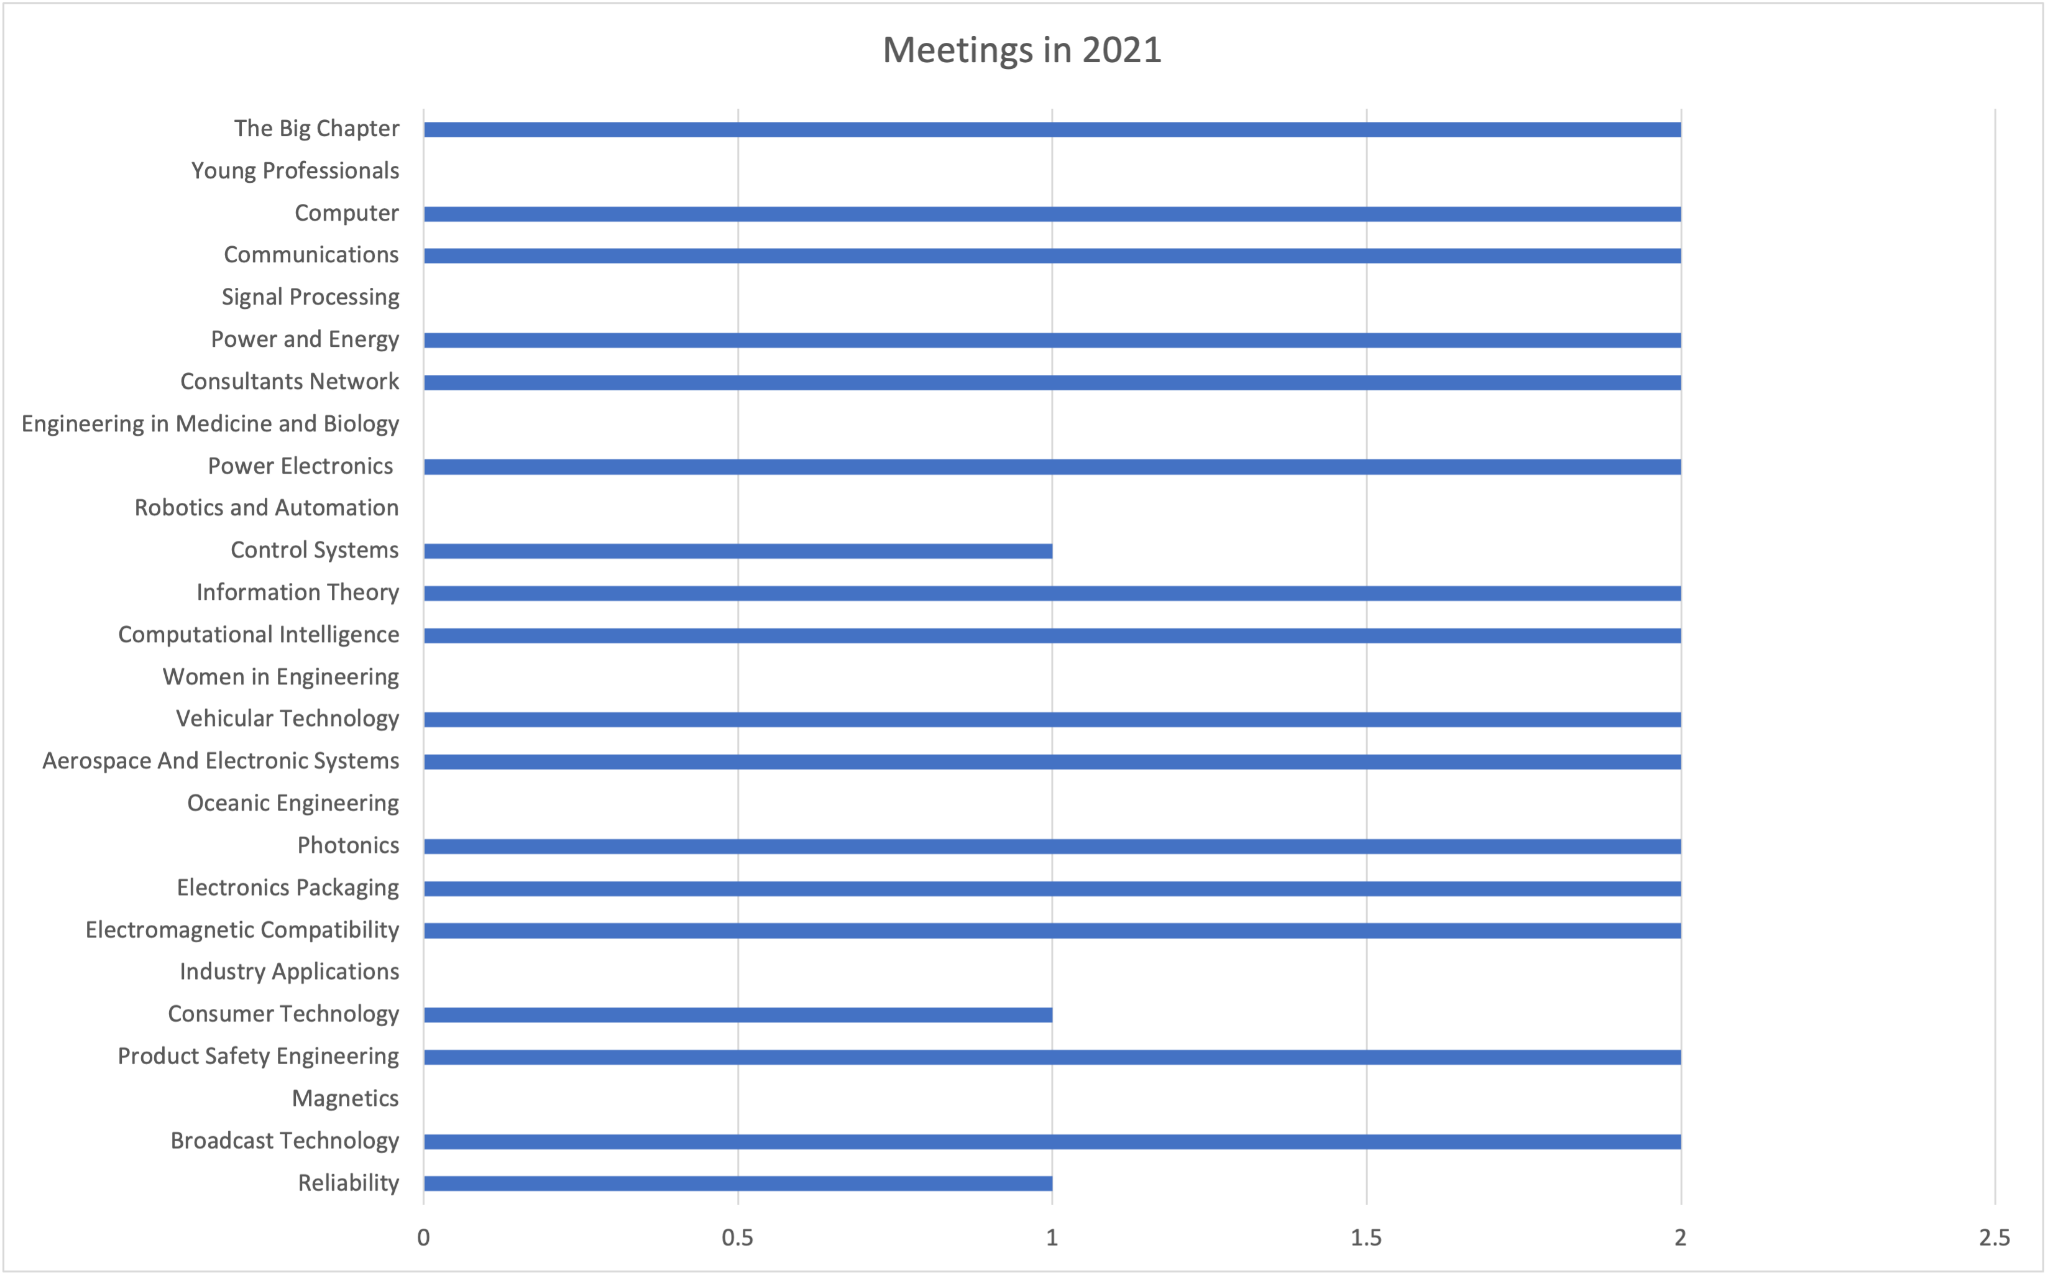 Meetings in 2021
The Big Chapter
Young Professionals
Computer
Communications
Signal Processing
Power and Energy
Consultants Network
Engineering in Medicine and Biology
Power Electronics
Robotics and Automation
Control Systems
Information Theory
Computational Intelligence
Women in Engineering
Vehicular Technology
Aerospace And Electronic Systems
Oceanic Engineering
Photonics
Electronics Packaging
Electromagnetic Compatibility
Industry Applications
Consumer Technology
Product Safety Engineering
Magnetics
Broadcast Technology
Reliability
0 0.5 1 1.5 2 2.5